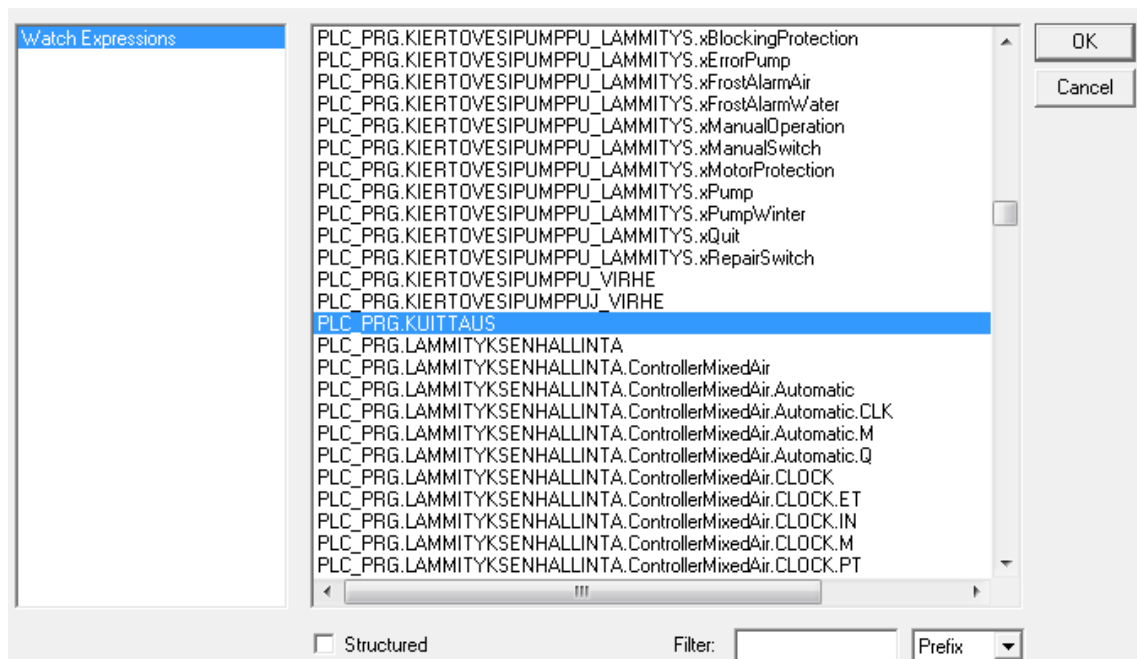 Watch Expressions
PLC_PRG.KIERTOVESIPUMPPU_LAMMITYS.xBlockingProtection
PLC_PRG.KIERTOVESIPUMPPU_LAMMITYS.xErrorPump
PLC_PRG.KIERTOVESIPUMPPU_LAMMITYS.xFrostAlarmAir
PLC_PRG.KIERTOVESIPUMPPU_LAMMITYS.xFrostAlarmWater
PLC_PRG.KIERTOVESIPUMPPU_LAMMITYS.xManualOperation
PLC_PRG.KIERTOVESIPUMPPU_LAMMITYS.xManualSwitch
PLC_PRG.KIERTOVESIPUMPPU_LAMMITYS.xMotorProtection
PLC_PRG.KIERTOVESIPUMPPU_LAMMITYS.xPump
PLC_PRG.KIERTOVESIPUMPPU_LAMMITYS.xPumpWinter
PLC_PRG.KIERTOVESIPUMPPU_LAMMITYS.xQuit
PLC_PRG.KIERTOVESIPUMPPU_LAMMITYS.xRepairSwitch
PLC_PRG.KIERTOVESIPUMPPU_VIRHE
PLC_PRG.KIERTOVESIPUMPPUJ_VIRHE
PLC_PRG.KUITTAUS
PLC_PRG.LAMMITYKSENHALLINTA
PLC_PRG.LAMMITYKSENHALLINTA.ControllerMixedAir
PLC_PRG.LAMMITYKSENHALLINTA.ControllerMixedAir.Automatic
PLC_PRG.LAMMITYKSENHALLINTA.ControllerMixedAir.Automatic.CLK
PLC_PRG.LAMMITYKSENHALLINTA.ControllerMixedAir.Automatic.M
PLC_PRG.LAMMITYKSENHALLINTA.ControllerMixedAir.Automatic.Q
PLC_PRG.LAMMITYKSENHALLINTA.ControllerMixedAir.CLOCK
PLC_PRG.LAMMITYKSENHALLINTA.ControllerMixedAir.CLOCK.ET
PLC_PRG.LAMMITYKSENHALLINTA.ControllerMixedAir.CLOCK.IN
PLC_PRG.LAMMITYKSENHALLINTA.ControllerMixedAir.CLOCK.M
PLC_PRG.LAMMITYKSENHALLINTA.ControllerMixedAir.CLOCK.PT
OK
Cancel
Structured
Filter:
Prefix